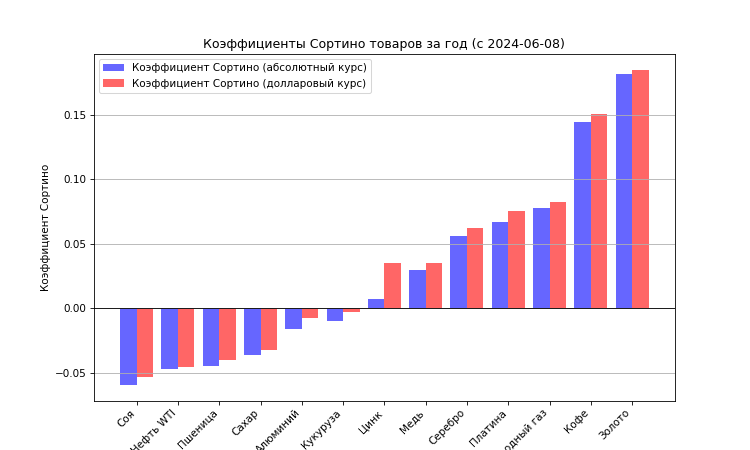 Коэффициенты Сортино товаров за год (с 2024-06-08)
Коэффициент Сортино (абсолютный курс)
Коэффициент Сортино (долларовый курс)
Коэффициент Сортино
0.15
0.10
0.05
0.00
−0.05
Соя
Нефть WTI
Пшеница
Сахар
Алюминий
Кукуруза
Цинк
Медь
Серебро
Платина
одный газ
Кофе
Золото